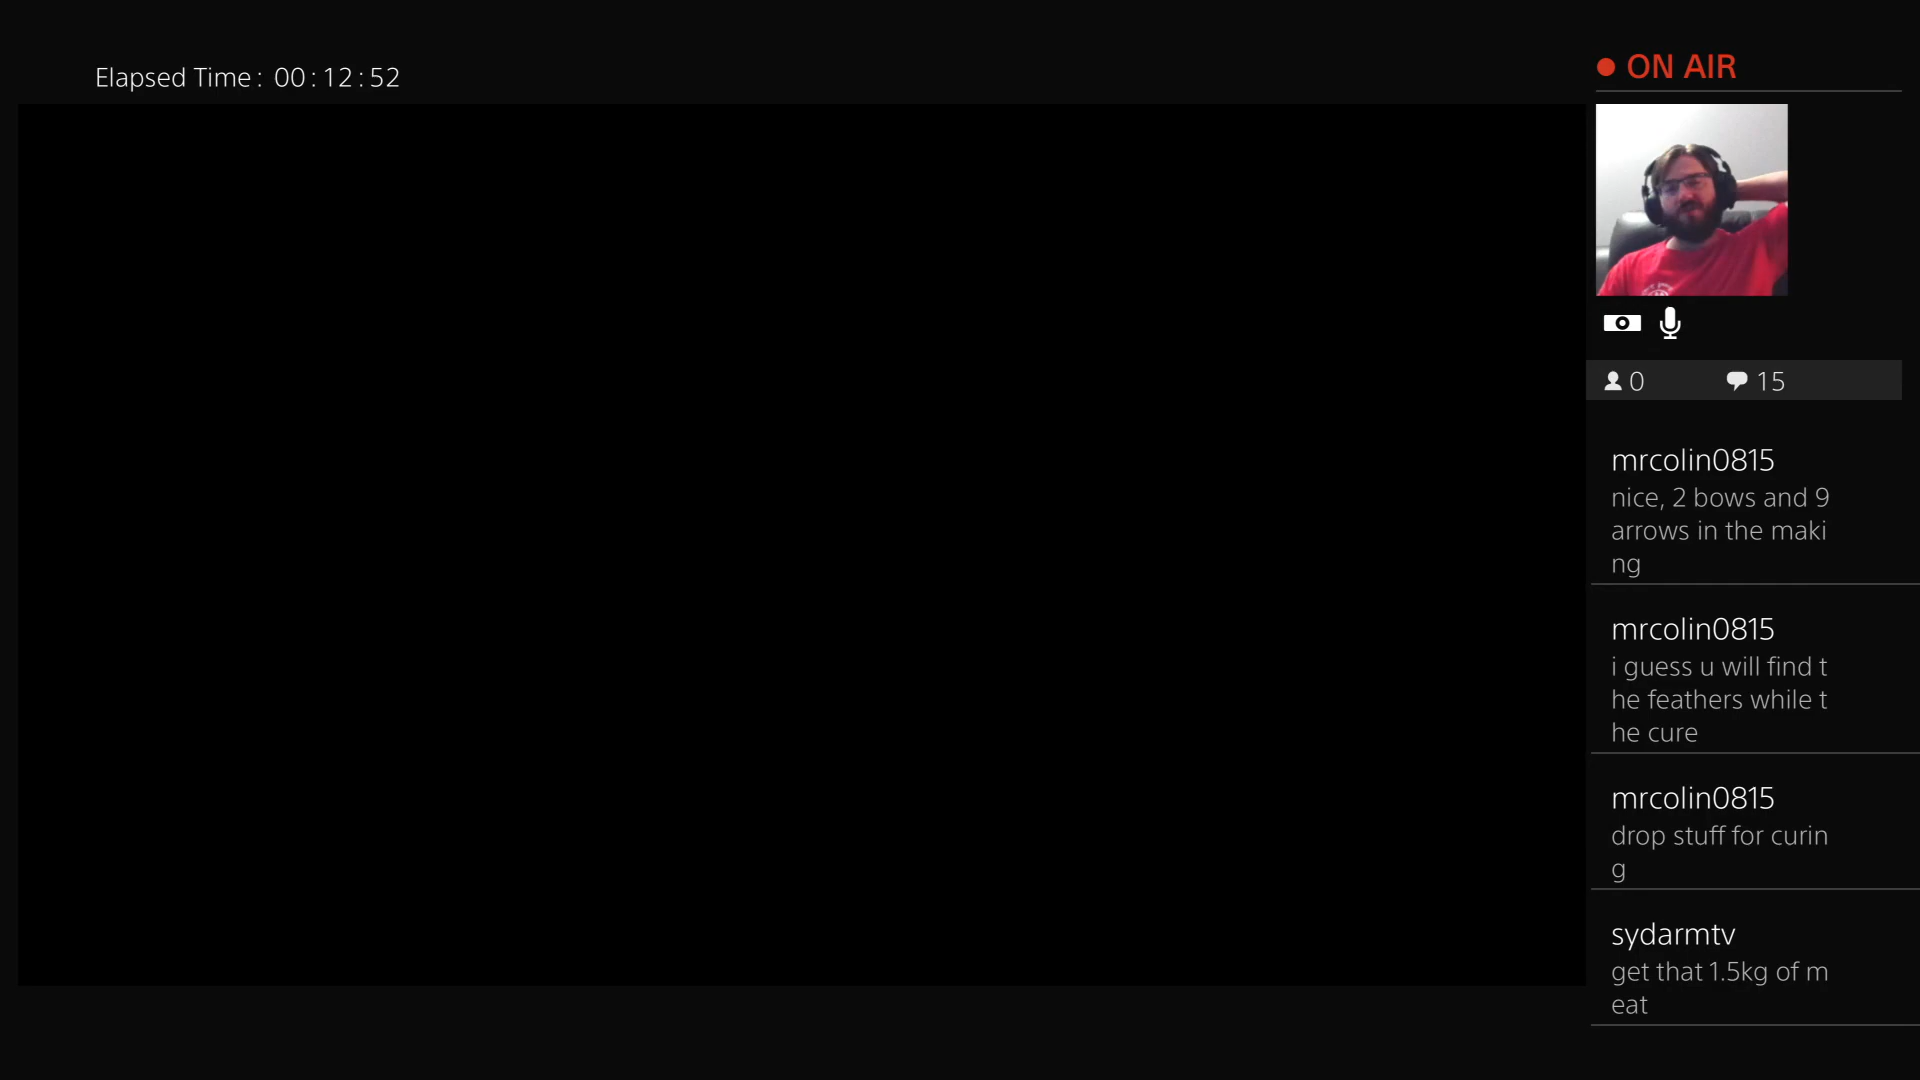 Elapsed Time: 00:12:52
ON AIR
0 15
mrcolin0815
nice, 2 bows and 9
arrows in the maki
ng
mrcolin0815
i guess u will find t
he feathers while t
he cure
mrcolin0815
drop stuff for curin
g
sydarmtv
get that 1.5kg of m
eat